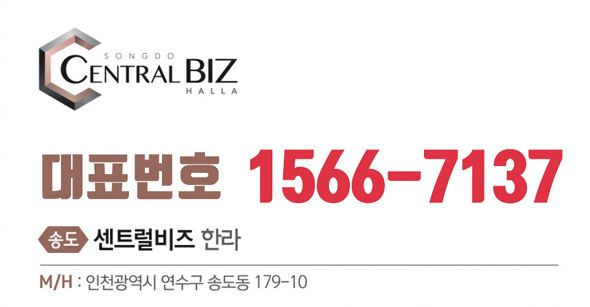 SONGDO
CENTRAL BIZ
HALLA
대표번호 1566-7137
송도 센트럴비즈 한라
M/H : 인천광역시 연수구 송도동 179-10